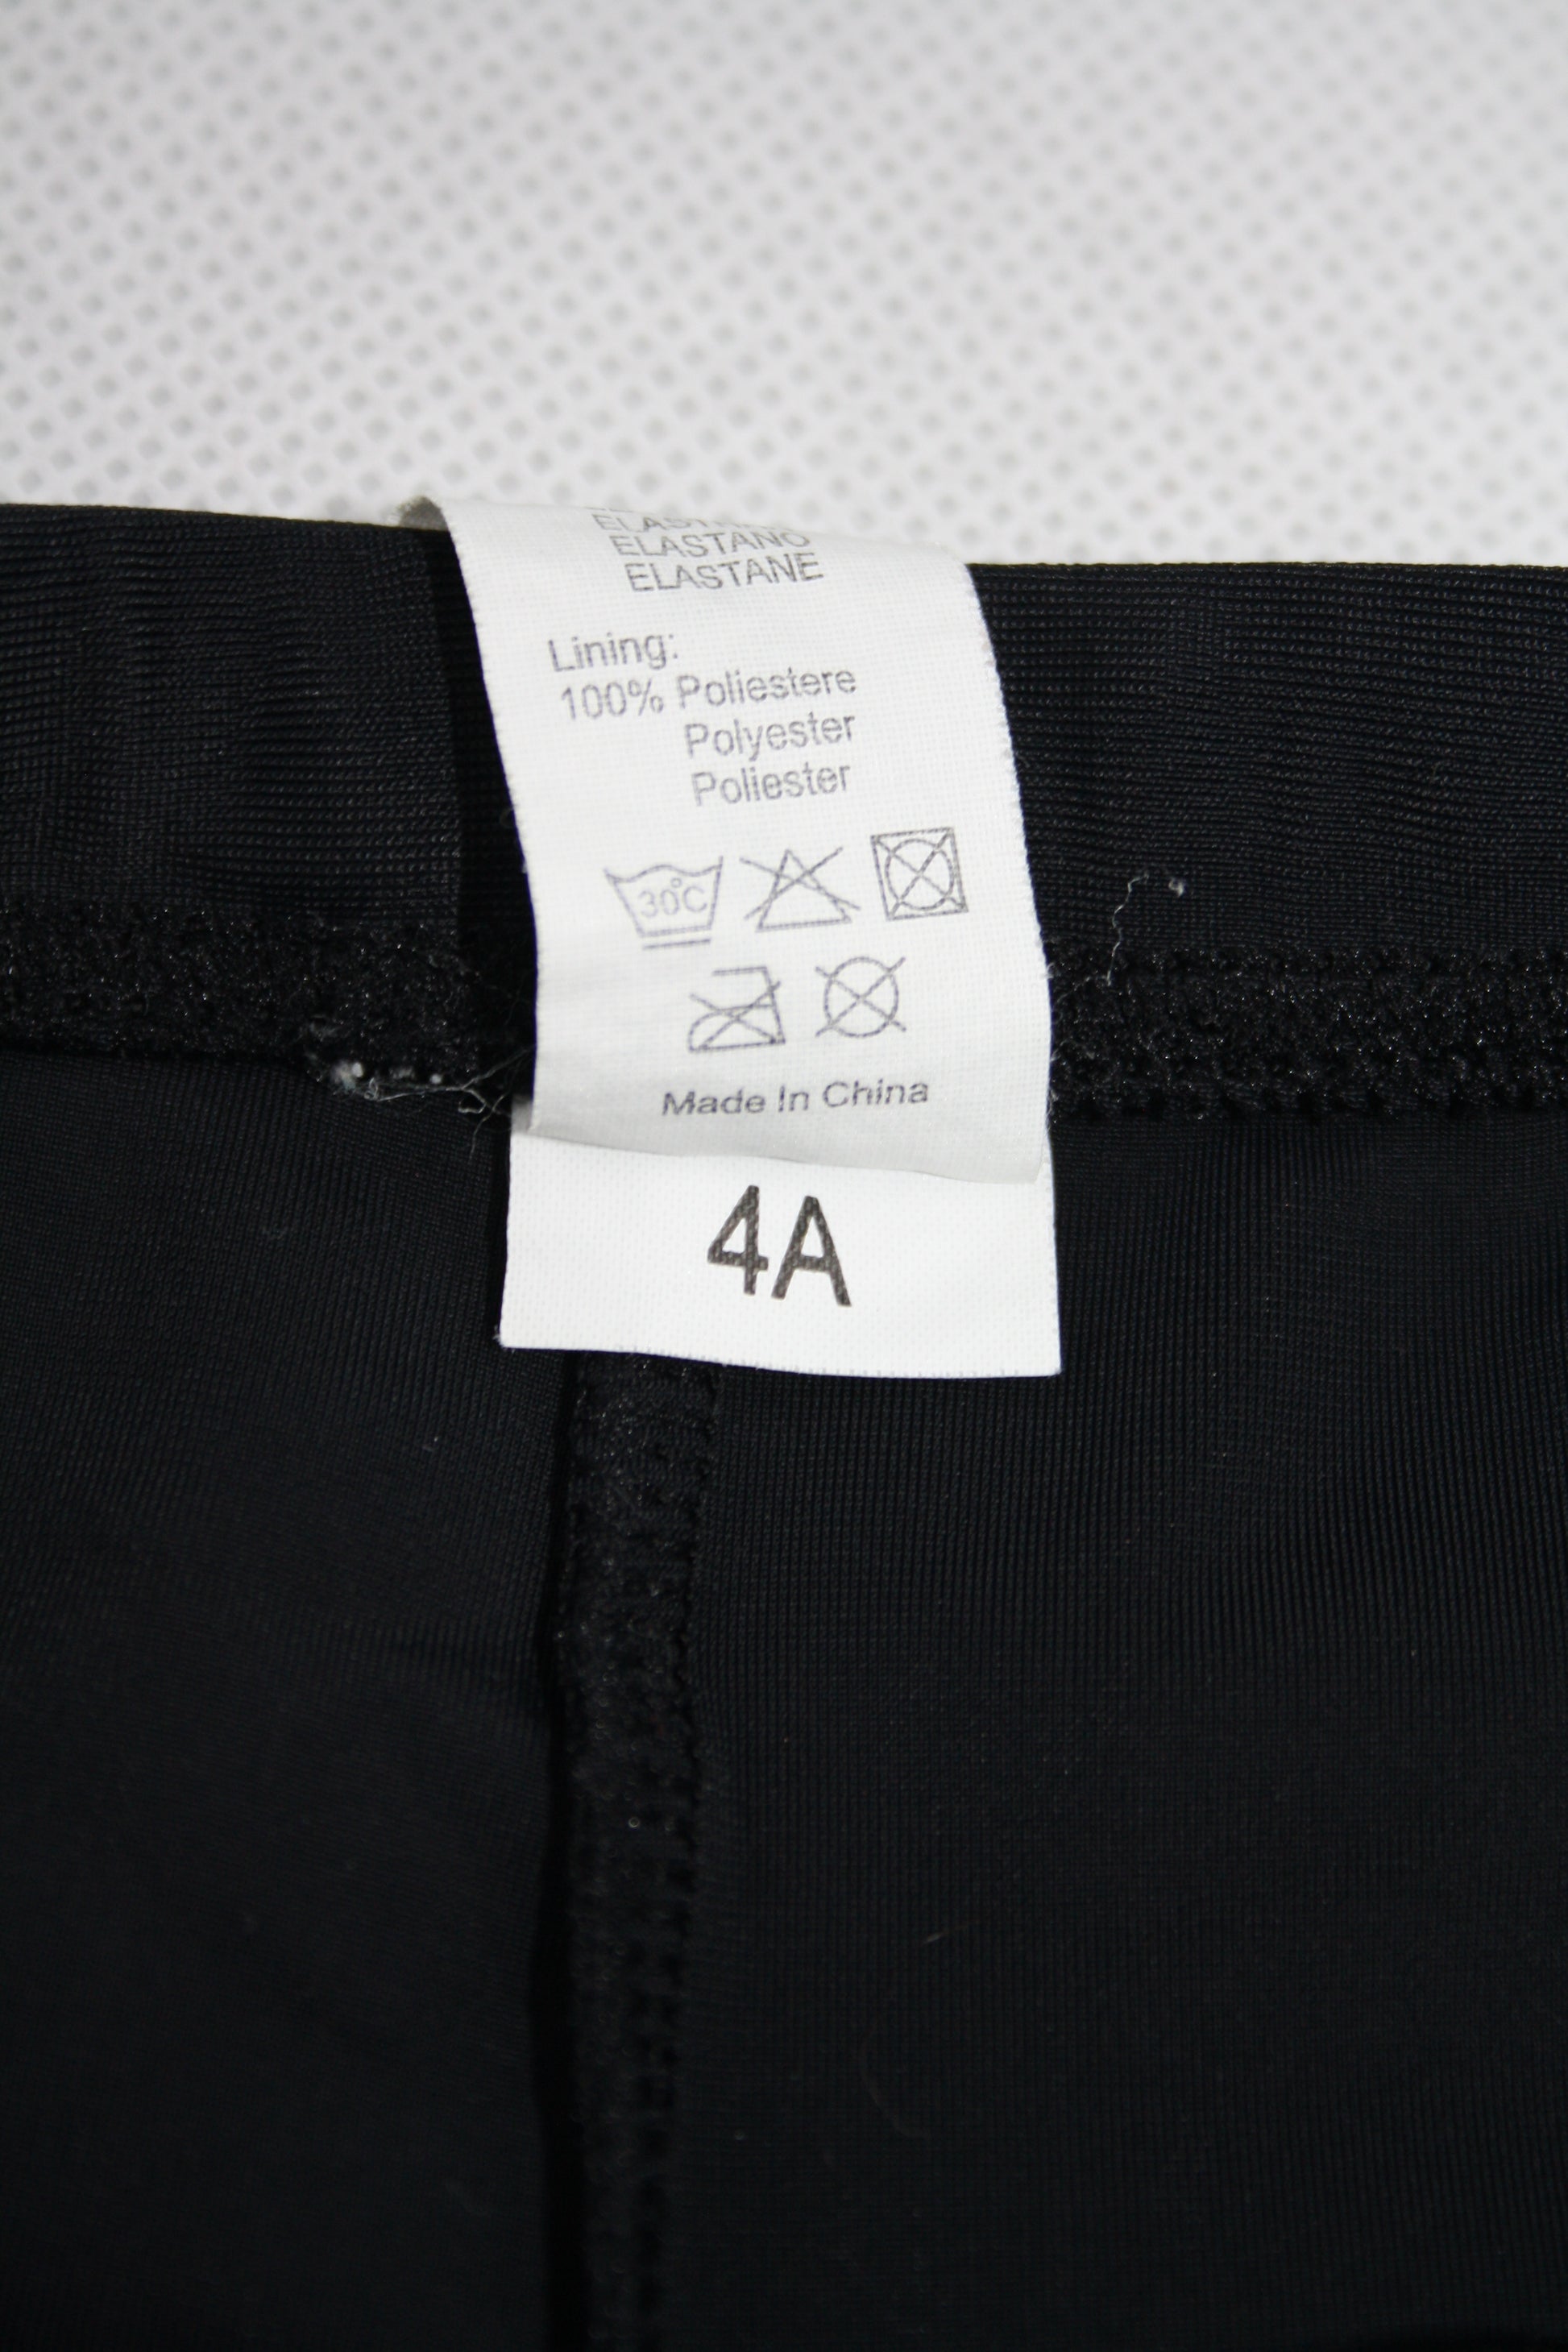 ELASTANO
ELASTANE
Lining:
100% Poliestere
Polyester
Poliester
30°C
Made In China
4A